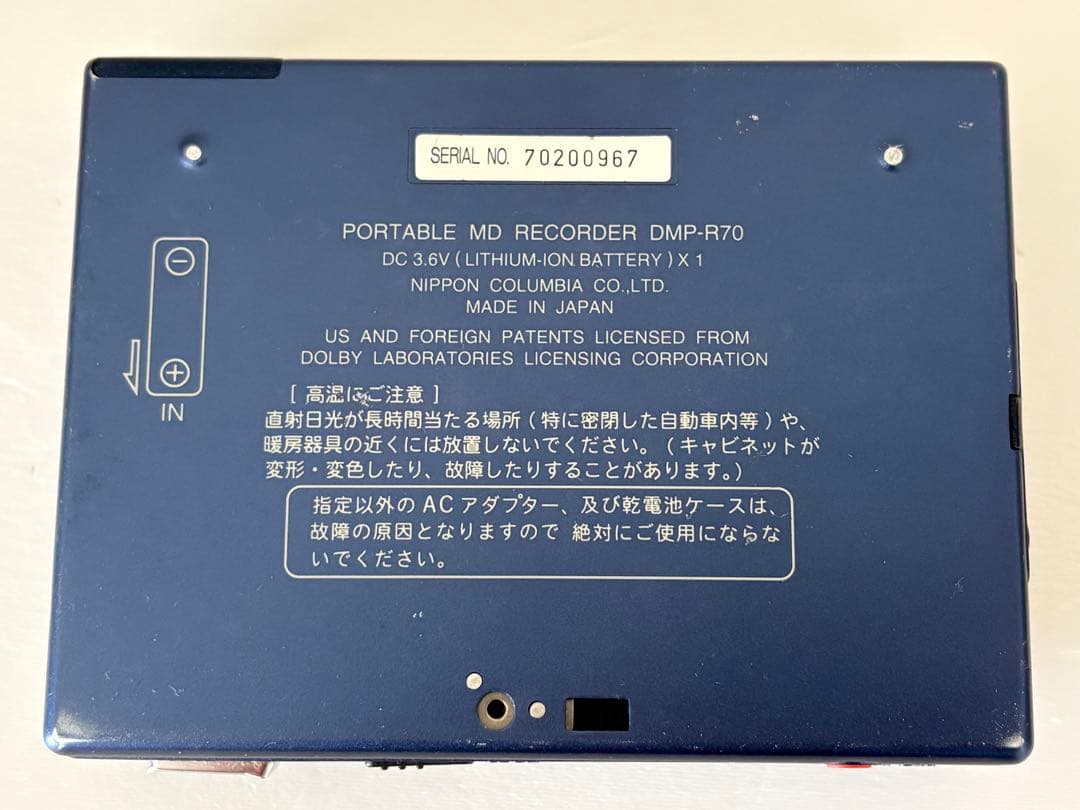 SERIAL NO. 70200967
PORTABLE MD RECORDER DMP-R70
DC 3.6V (LITHIUM-ION BATTERY) X 1
NIPPON COLUMBIA CO.,LTD.
MADE IN JAPAN
US AND FOREIGN PATENTS LICENSED FROM
DOLBY LABORATORIES LICENSING CORPORATION
⊖
⊕
IN
[ 高温にご注意 ]
直射日光が長時間当たる場所 (特に密閉した自動車内等) や、
暖房器具の近くには放置しないでください。 (キャビネットが
変形・変色したり、故障したりすることがあります。)
指定以外の AC アダプター、及び乾電池ケースは、
故障の原因となりますので 絶対にご使用にならな
いでください。